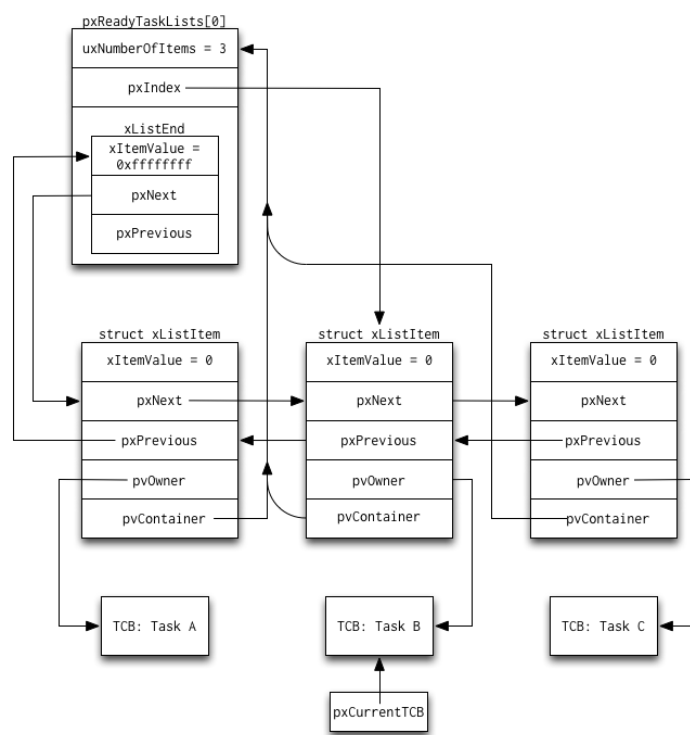 pxReadyTaskLists[0]
uxNumberOfItems = 3
pxIndex
xListEnd
xItemValue =
0xffffffff
pxNext
pxPrevious
struct xListItem
xItemValue = 0
pxNext
pxPrevious
pvOwner
pvContainer
struct xListItem
xItemValue = 0
pxNext
pxPrevious
pvOwner
pvContainer
struct xListItem
xItemValue = 0
pxNext
pxPrevious
pvOwner
pvContainer
TCB: Task A
TCB: Task B
TCB: Task C
pxCurrentTCB